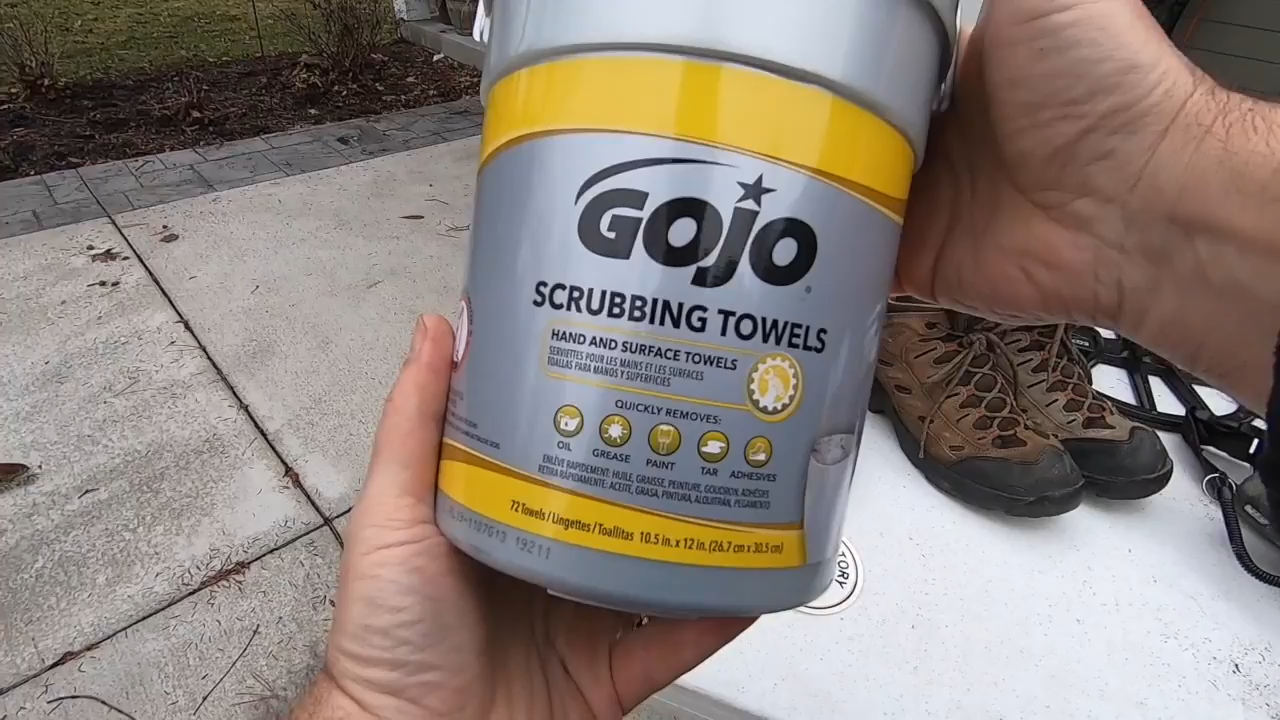 GOJO
SCRUBBING TOWELS
HAND AND SURFACE TOWELS
SERVIETTES POUR LES MAINS ET LES SURFACES
TOALLAS PARA MANOS Y SUPERFICIES
QUICKLY REMOVES:
OIL GREASE PAINT TAR ADHESIVES
ENLÈVE RAPIDEMENT: HUILE, GRAISSE, PEINTURE, GOUDRON, ADHÉSIFS
RETIRA RÁPIDAMENTE: ACEITE, GRASA, PINTURA, ALQUITRÁN, PEGAMENTO
72 Towels / Lingettes / Toallitas 10.5 in. x 12 in. (26.7 cm x 30.5 cm)
19211
KORY